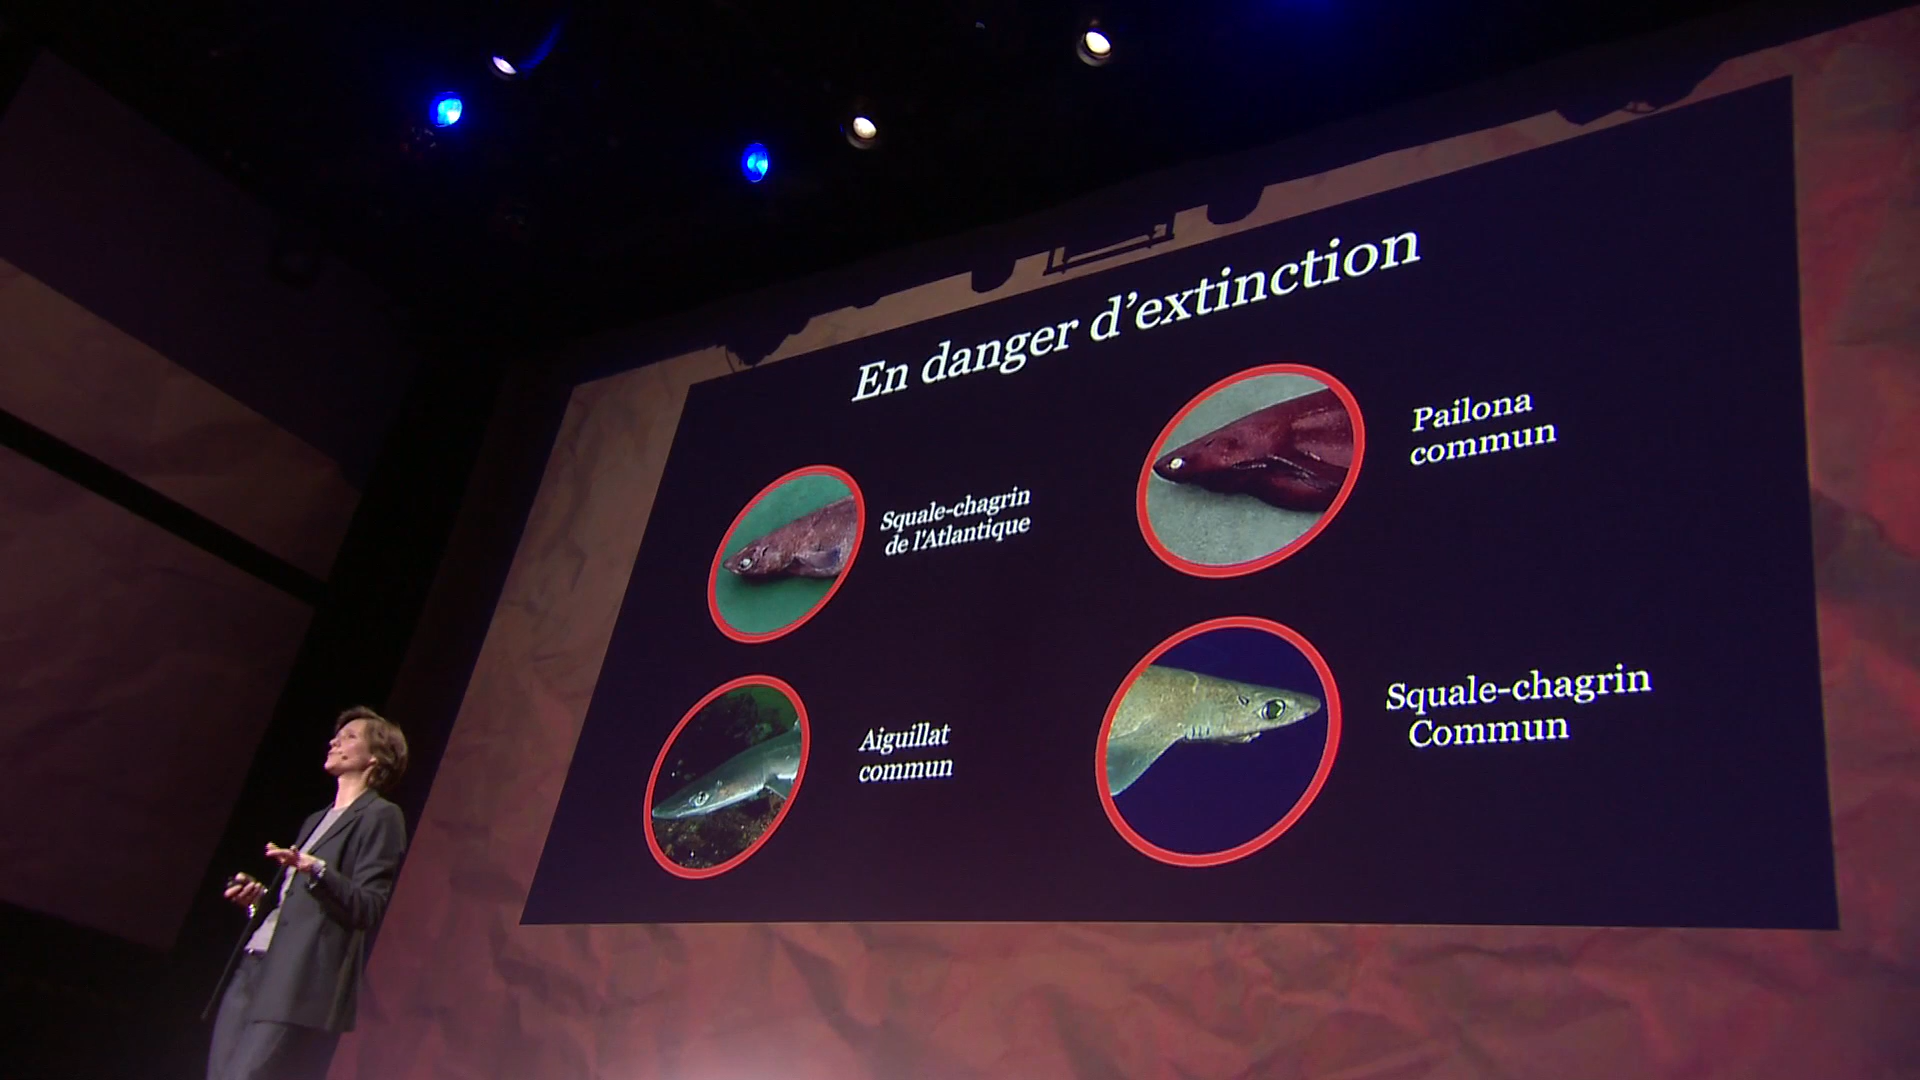 En danger d’extinction
Squale-chagrin
de l'Atlantique
Pailona
commun
Aiguillat
commun
Squale-chagrin
Commun